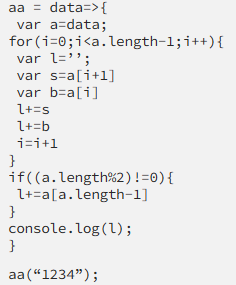 aa = data=>{
 var a=data;
for(i=0;i<a.length-1;i++){
 var l=’’;
 var s=a[i+1]
 var b=a[i]
 l+=s
 l+=b
 i=i+1
}
if((a.length%2)!=0){
 l+=a[a.length-1]
}
console.log(l);
}
aa(“1234”);